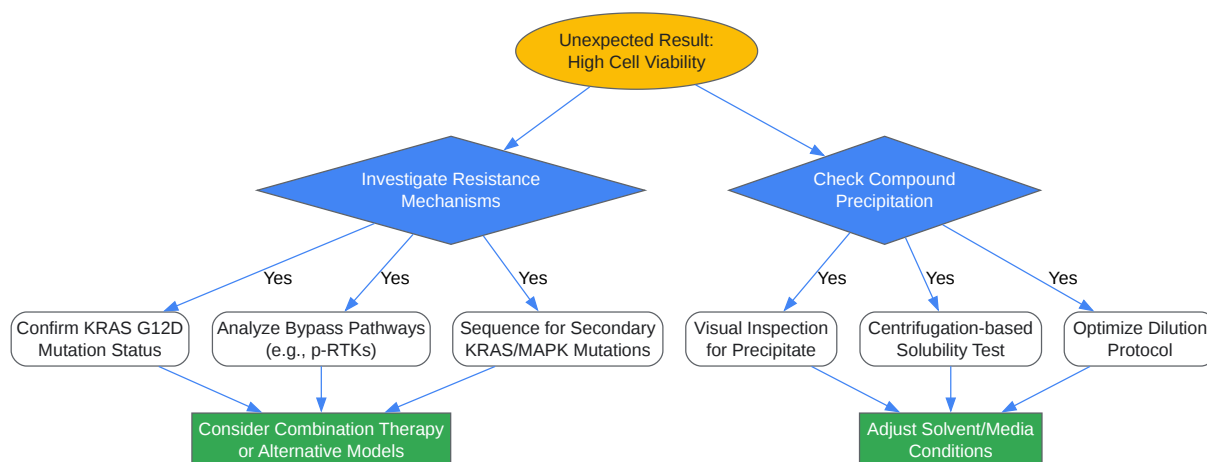 Unexpected Result:
High Cell Viability
Investigate Resistance
Mechanisms
Check Compound
Precipitation
Yes
Yes
Yes
Yes
Yes
Yes
Confirm KRAS G12D
Mutation Status
Analyze Bypass Pathways
(e.g., p-RTKs)
Sequence for Secondary
KRAS/MAPK Mutations
Visual Inspection
for Precipitate
Centrifugation-based
Solubility Test
Optimize Dilution
Protocol
Consider Combination Therapy
or Alternative Models
Adjust Solvent/Media
Conditions